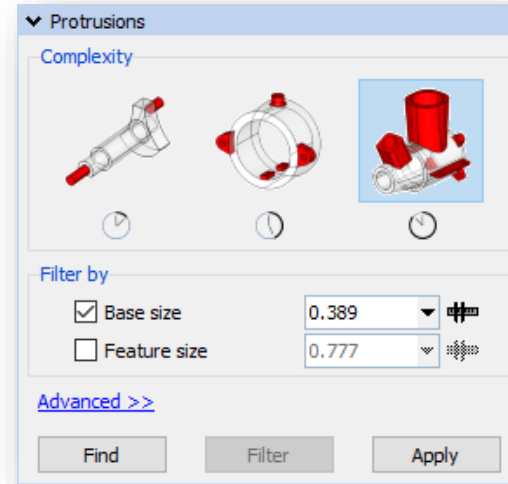 Protrusions
Complexity
Filter by
Base size 0.389
Feature size 0.777
Advanced >>
Find Filter Apply